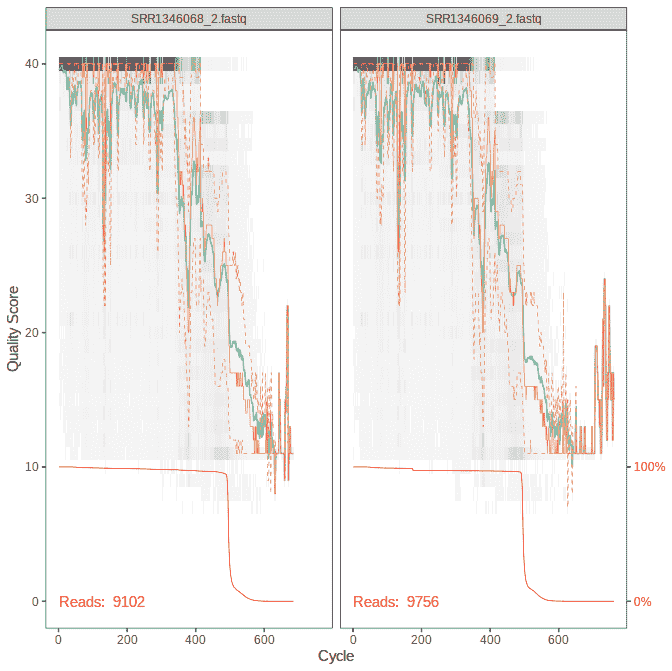 SRR1346068_2.fastq SRR1346069_2.fastq
40
30
20
10
0
Quality Score
100%
0%
Reads: 9102
Reads: 9756
0 200 400 600 0 200 400 600
Cycle